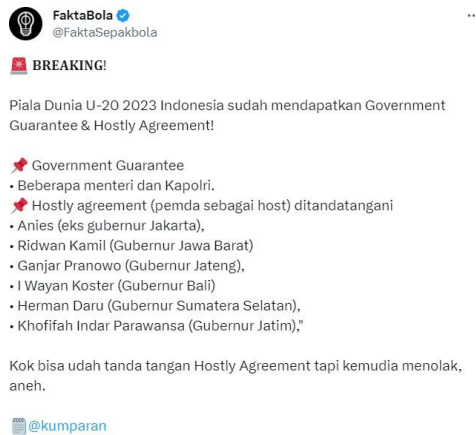 FaktaBola
@FaktaSepakbola
🚨 BREAKING!
Piala Dunia U-20 2023 Indonesia sudah mendapatkan Government
Guarantee & Hostly Agreement!
📌 Government Guarantee
• Beberapa menteri dan Kapolri.
📌 Hostly agreement (pemda sebagai host) ditandatangani
• Anies (eks gubernur Jakarta),
• Ridwan Kamil (Gubernur Jawa Barat)
• Ganjar Pranowo (Gubernur Jateng),
• I Wayan Koster (Gubernur Bali)
• Herman Daru (Gubernur Sumatera Selatan),
• Khofifah Indar Parawansa (Gubernur Jatim),"
Kok bisa udah tanda tangan Hostly Agreement tapi kemudia menolak,
aneh.
🗒️ @kumparan